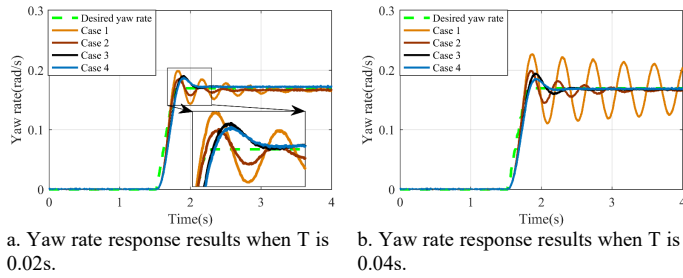 0.3
0.2
0.1
0
Yaw rate(rad/s)
Desired yaw rate
Case 1
Case 2
Case 3
Case 4
0 1 2 3 4
Time(s)
a. Yaw rate response results when T is
0.02s.
0.3
0.2
0.1
0
Yaw rate(rad/s)
Desired yaw rate
Case 1
Case 2
Case 3
Case 4
0 1 2 3 4
Time(s)
b. Yaw rate response results when T is
0.04s.